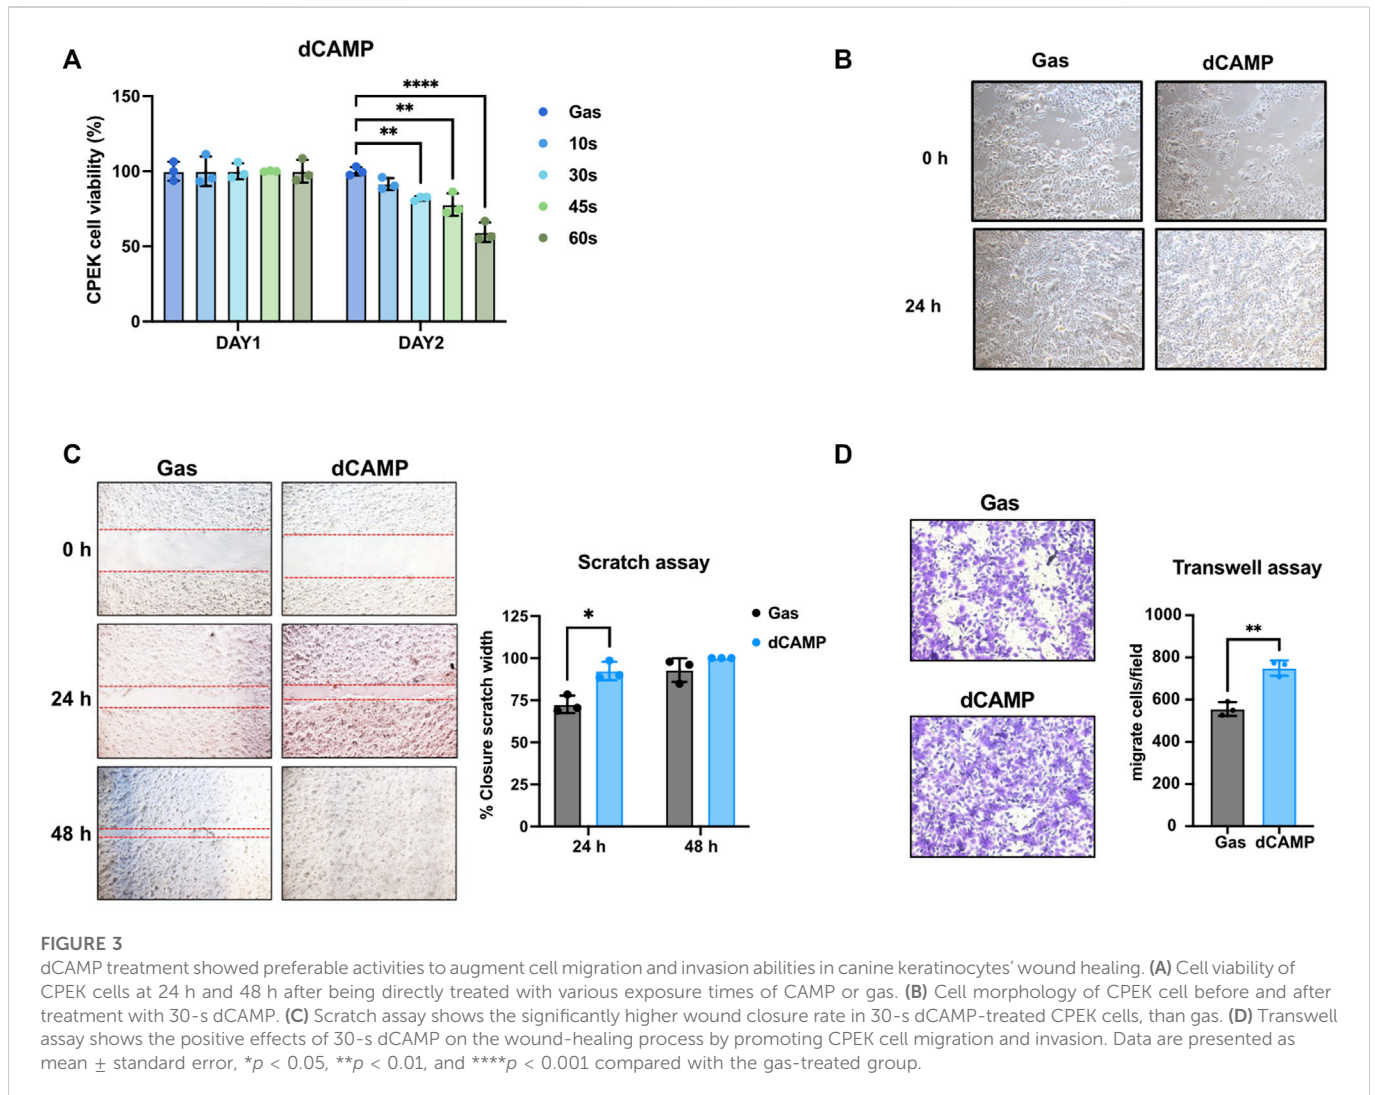 A
dCAMP
CPEK cell viability (%)
150
100
50
0
****
**
**
DAY1
DAY2
Gas
10s
30s
45s
60s
B
Gas
dCAMP
0 h
24 h
C
Gas
dCAMP
0 h
24 h
48 h
Scratch assay
% Closure scratch width
125
100
75
50
25
0
*
24 h
48 h
Gas
dCAMP
D
Gas
dCAMP
Transwell assay
migrate cells/field
1000
800
600
400
200
0
**
Gas dCAMP
FIGURE 3
dCAMP treatment showed preferable activities to augment cell migration and invasion abilities in canine keratinocytes’ wound healing. (A) Cell viability of
CPEK cells at 24 h and 48 h after being directly treated with various exposure times of CAMP or gas. (B) Cell morphology of CPEK cell before and after
treatment with 30-s dCAMP. (C) Scratch assay shows the significantly higher wound closure rate in 30-s dCAMP-treated CPEK cells, than gas. (D) Transwell
assay shows the positive effects of 30-s dCAMP on the wound-healing process by promoting CPEK cell migration and invasion. Data are presented as
mean ± standard error, *p < 0.05, **p < 0.01, and ****p < 0.001 compared with the gas-treated group.